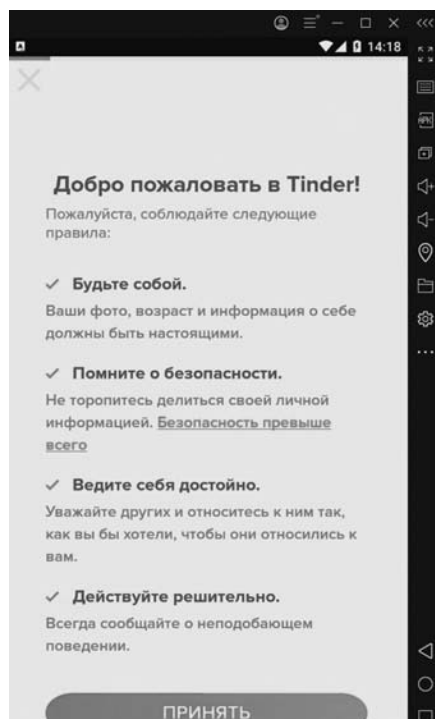 14:18
Добро пожаловать в Tinder!
Пожалуйста, соблюдайте следующие
правила:
Будьте собой.
Ваши фото, возраст и информация о себе
должны быть настоящими.
Помните о безопасности.
Не торопитесь делиться своей личной
информацией. Безопасность превыше
всего
Ведите себя достойно.
Уважайте других и относитесь к ним так,
как вы бы хотели, чтобы они относились к
вам.
Действуйте решительно.
Всегда сообщайте о неподобающем
поведении.
ПРИНЯТЬ